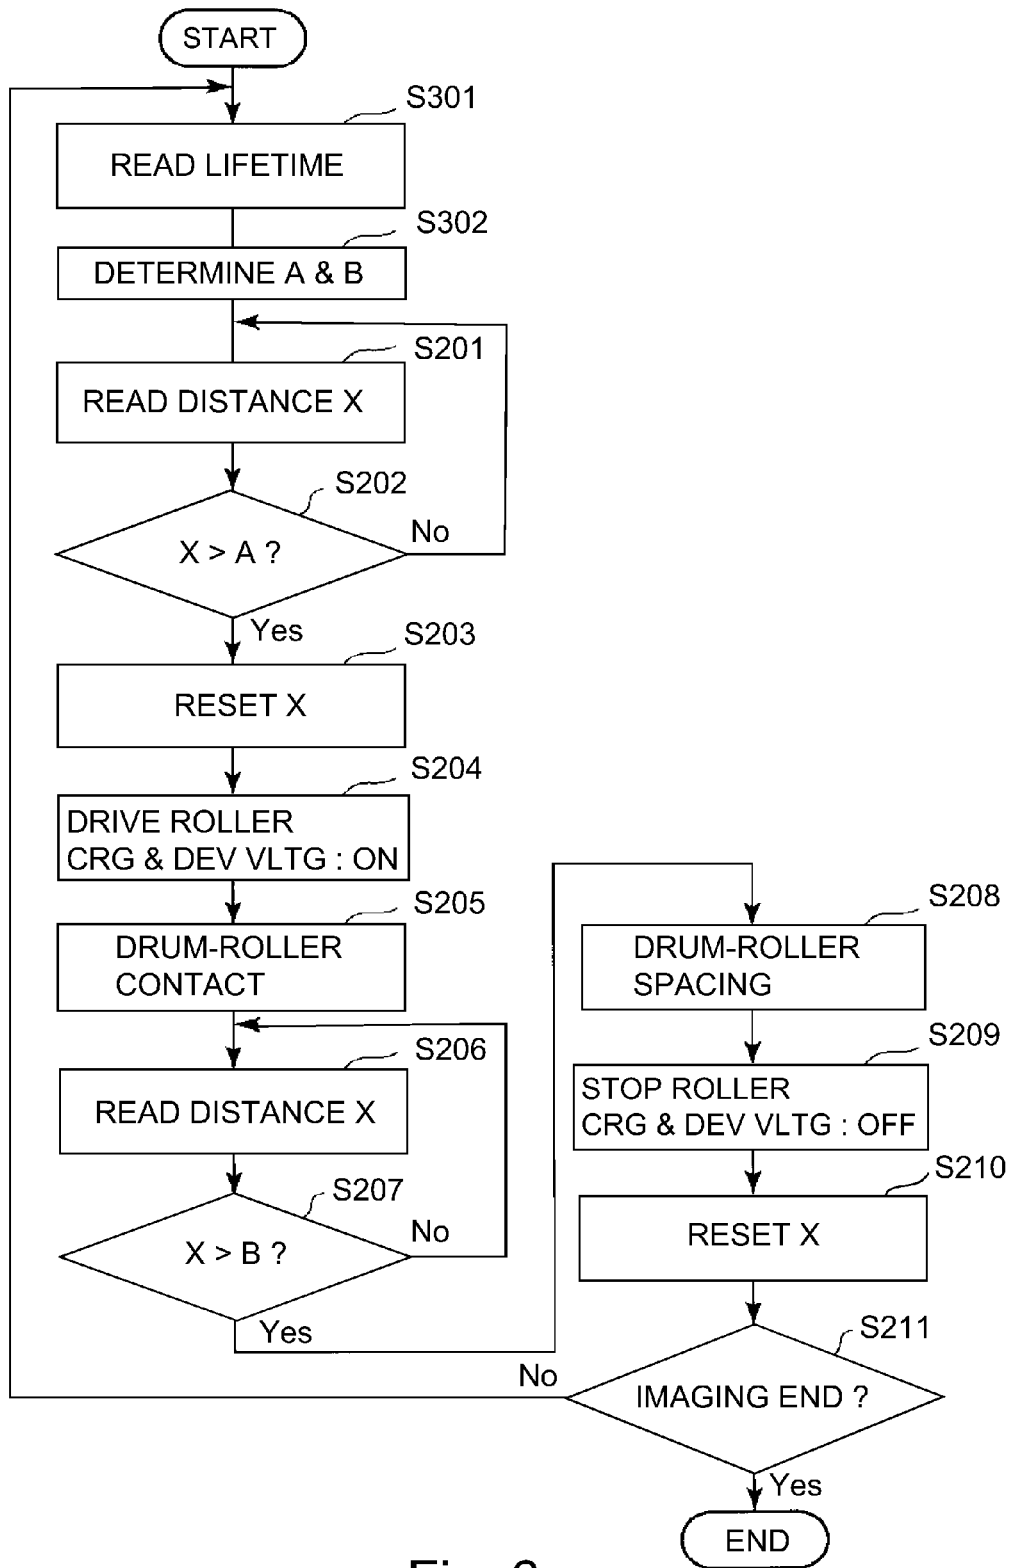 START
S301
READ LIFETIME
S302
DETERMINE A & B
S201
READ DISTANCE X
S202
X > A ?
No
Yes
S203
RESET X
S204
DRIVE ROLLER
CRG & DEV VLTG : ON
S205
DRUM-ROLLER
CONTACT
S206
READ DISTANCE X
S207
X > B ?
No
Yes
S208
DRUM-ROLLER
SPACING
S209
STOP ROLLER
CRG & DEV VLTG : OFF
S210
RESET X
S211
IMAGING END ?
No
Yes
END